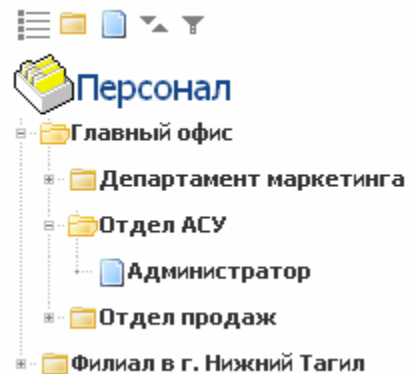 Персонал
Главный офис
Департамент маркетинга
Отдел АСУ
Администратор
Отдел продаж
Филиал в г. Нижний Тагил